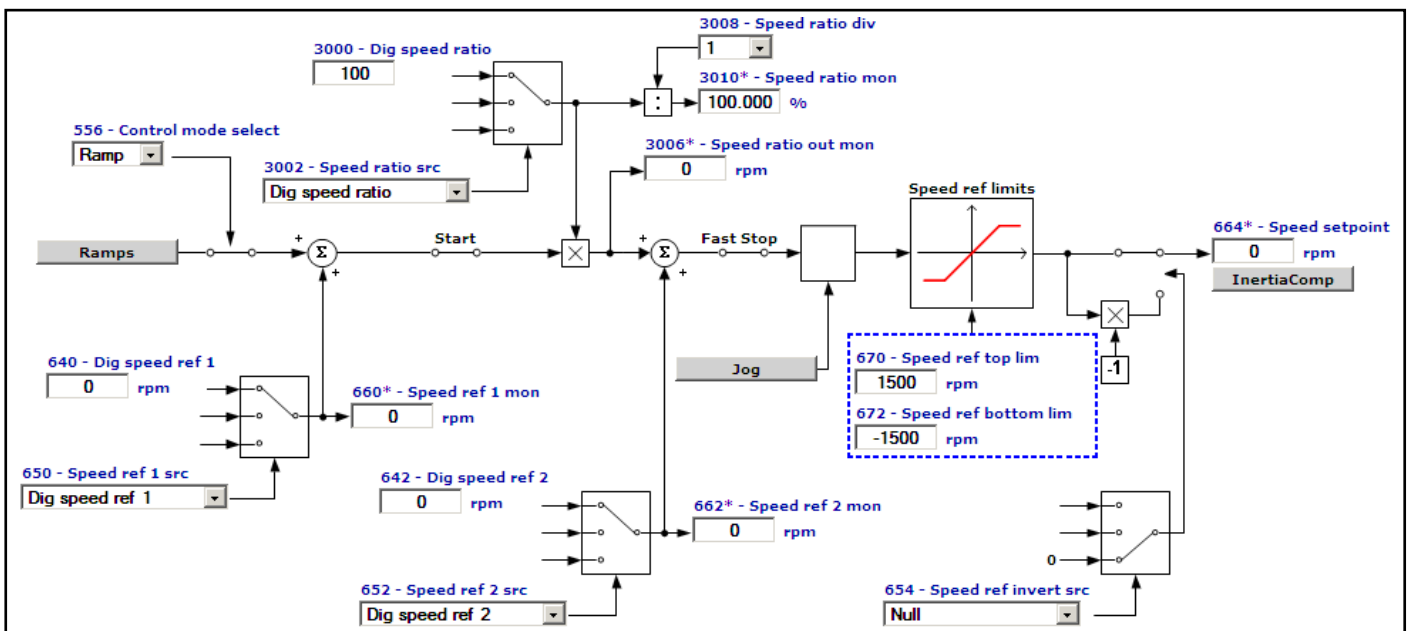 3008 - Speed ratio div
1
3000 - Dig speed ratio
100
3010* - Speed ratio mon
: 100.000 %
556 - Control mode select
Ramp
3002 - Speed ratio src
Dig speed ratio
3006* - Speed ratio out mon
0 rpm
Speed ref limits
664* - Speed setpoint
0 rpm
InertiaComp
Ramps
+
Σ
+
Start
×
+
Σ
+
Fast Stop
×
-1
Jog
670 - Speed ref top lim
1500 rpm
672 - Speed ref bottom lim
-1500 rpm
640 - Dig speed ref 1
0 rpm
660* - Speed ref 1 mon
0 rpm
650 - Speed ref 1 src
Dig speed ref 1
642 - Dig speed ref 2
0 rpm
662* - Speed ref 2 mon
0 rpm
652 - Speed ref 2 src
Dig speed ref 2
0
654 - Speed ref invert src
Null